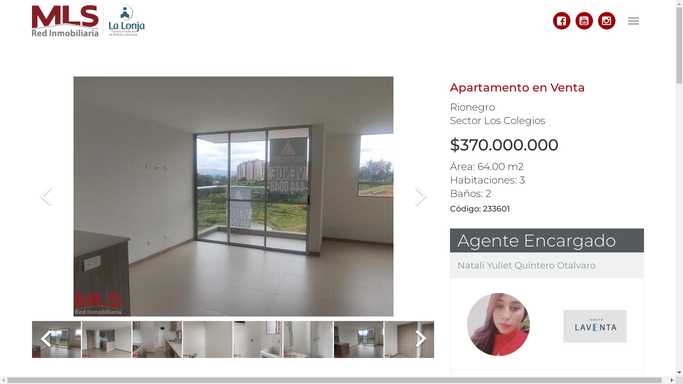 MLS
Red Inmobiliaria
La Lonja
Apartamento en Venta
Rionegro
Sector Los Colegios
$370.000.000
Área: 64.00 m2
Habitaciones: 3
Baños: 2
Código: 233601
Agente Encargado
Natali Yuliet Quintero Otalvaro
VENDE
MLS
Red Inmobiliaria
LAVENTA